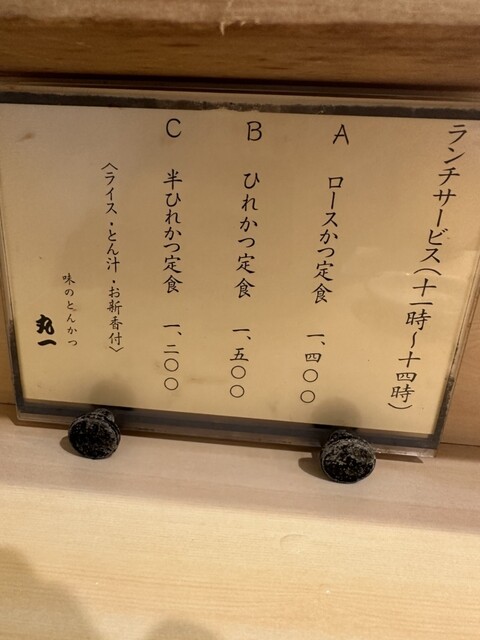 ランチサービス(十一時～十四時)
A ロースかつ定食 一、四〇〇
B ひれかつ定食 一、五〇〇
C 半ひれかつ定食 一、二〇〇
〈ライス・とん汁・お新香付〉
味のとんかつ
丸一